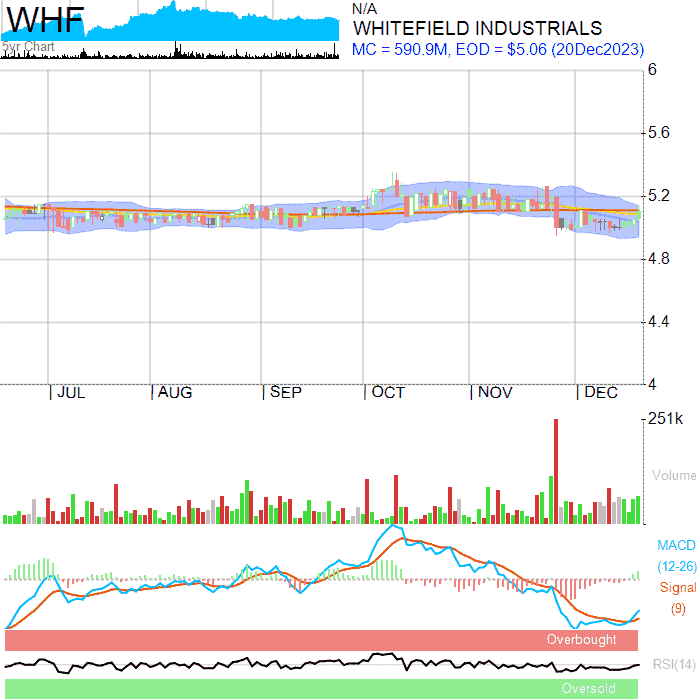 WHF
5yr Chart
N/A
WHITEFIELD INDUSTRIALS
MC = 590.9M, EOD = $5.06 (20Dec2023)
6
5.6
5.2
4.8
4.4
4
JUL AUG SEP OCT NOV DEC
251k
Volume
MACD
(12-26)
Signal
(9)
Overbought
RSI(14)
Oversold